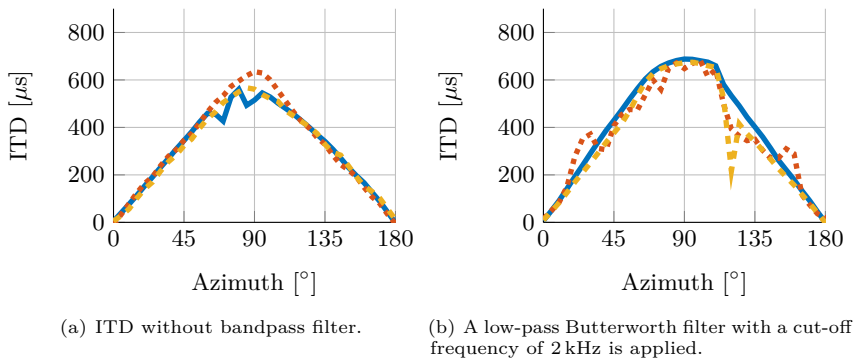 800
600
400
200
0
ITD [μs]
0 45 90 135 180
Azimuth [°]
(a) ITD without bandpass filter.
800
600
400
200
0
ITD [μs]
0 45 90 135 180
Azimuth [°]
(b) A low-pass Butterworth filter with a cut-off
frequency of 2 kHz is applied.